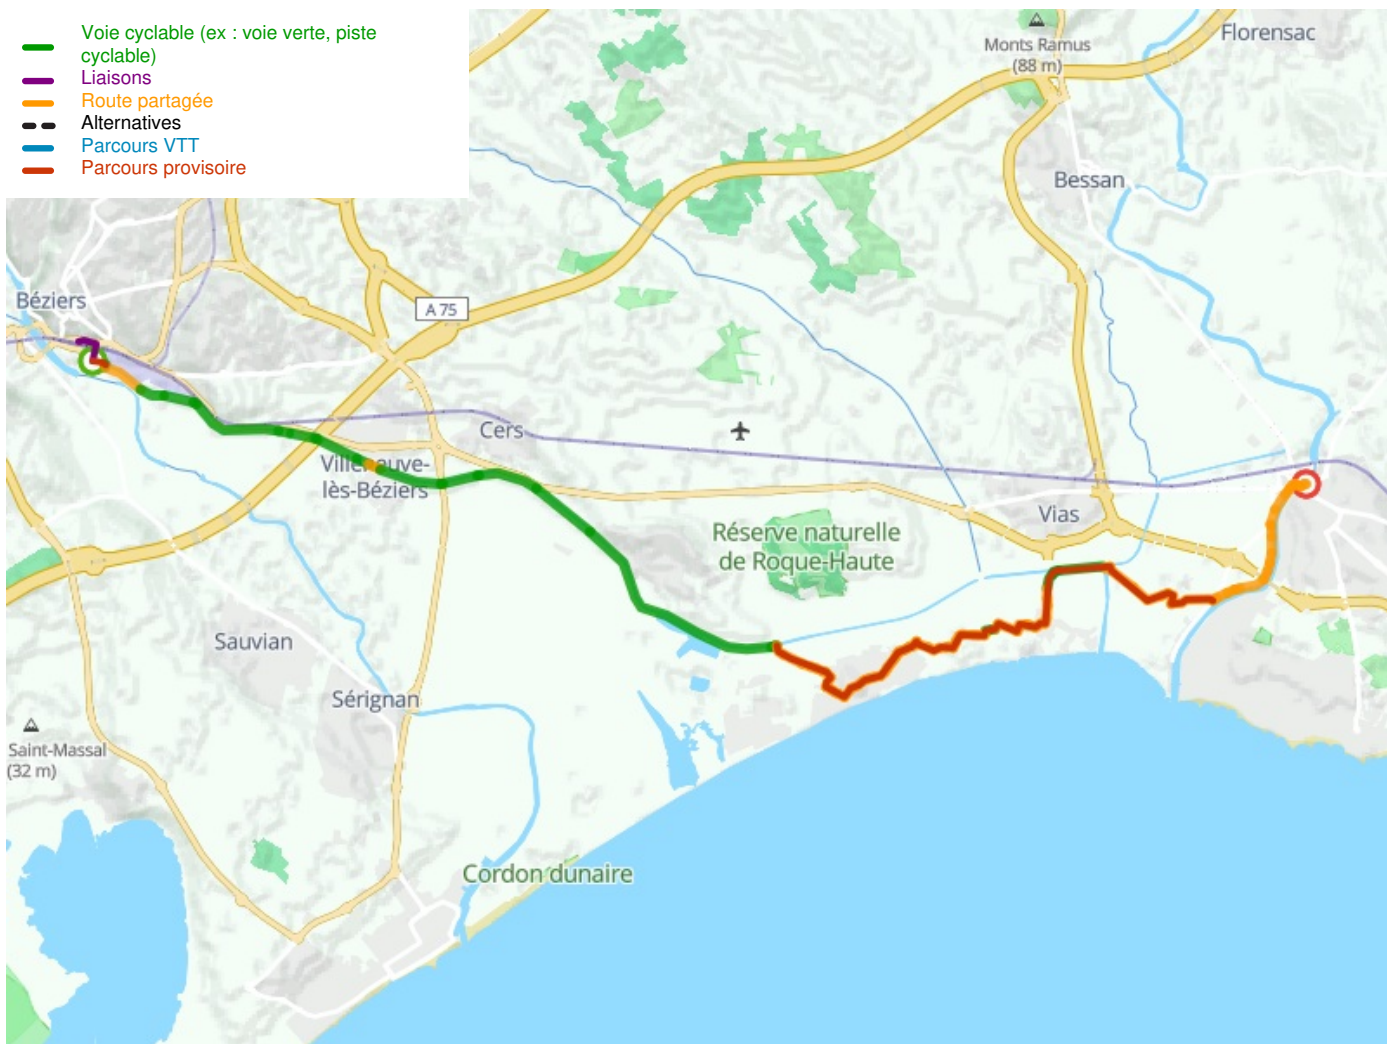 Voie cyclable (ex : voie verte, piste
cyclable)
Liaisons
Route partagée
Alternatives
Parcours VTT
Parcours provisoire
Florensac
Monts Ramus
(88 m)
Bessan
Béziers
A 75
Cers
Villeneuve-
lès-Béziers
Vias
Réserve naturelle
de Roque-Haute
Sauvian
Sérignan
Saint-Massal
(32 m)
Cordon dunaire